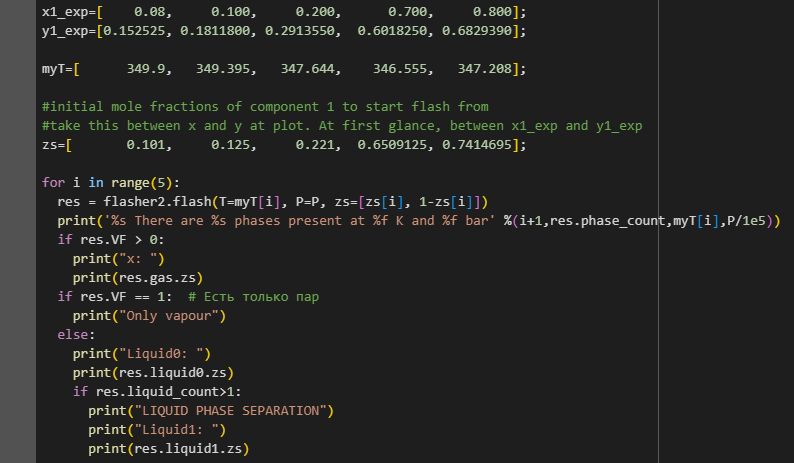 x1_exp=[    0.08,     0.100,     0.200,     0.700,     0.800];
y1_exp=[0.152525, 0.1811800, 0.2913550, 0.6018250, 0.6829390];
myT=[      349.9,   349.395,   347.644,   346.555,   347.208];
#initial mole fractions of component 1 to start flash from
#take this between x and y at plot. At first glance, between x1_exp and y1_exp
zs=[       0.101,     0.125,     0.221, 0.6509125, 0.7414695];
for i in range(5):
  res = flasher2.flash(T=myT[i], P=P, zs=[zs[i], 1-zs[i]])
  print('%s There are %s phases present at %f K and %f bar' %(i+1,res.phase_count,myT[i],P/1e5))
  if res.VF > 0:
    print("x: ")
    print(res.gas.zs)
  if res.VF == 1:  # Есть только пар
    print("Only vapour")
  else:
    print("Liquid0: ")
    print(res.liquid0.zs)
    if res.liquid_count>1:
      print("LIQUID PHASE SEPARATION")
      print("Liquid1: ")
      print(res.liquid1.zs)